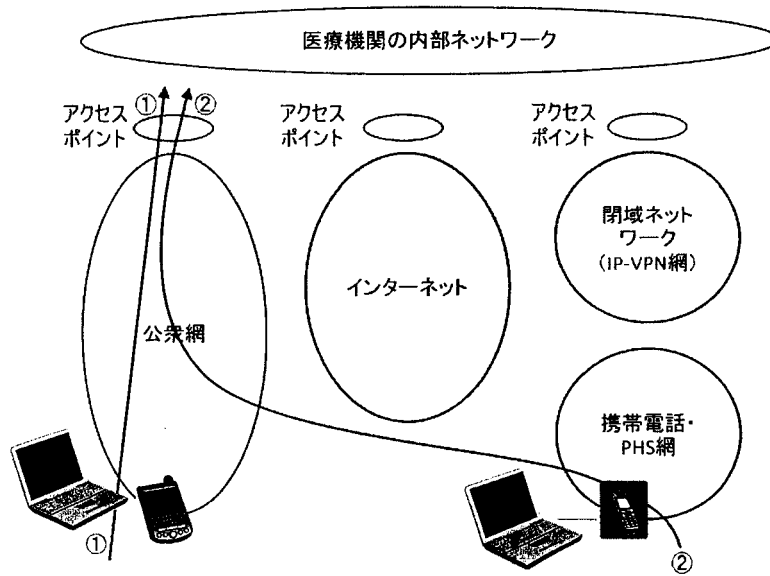 医療機関の内部ネットワーク
① ②
アクセス
ポイント
アクセス
ポイント
アクセス
ポイント
閉域ネット
ワーク
(IP-VPN網)
インターネット
公衆網
携帯電話・
PHS網
①
②